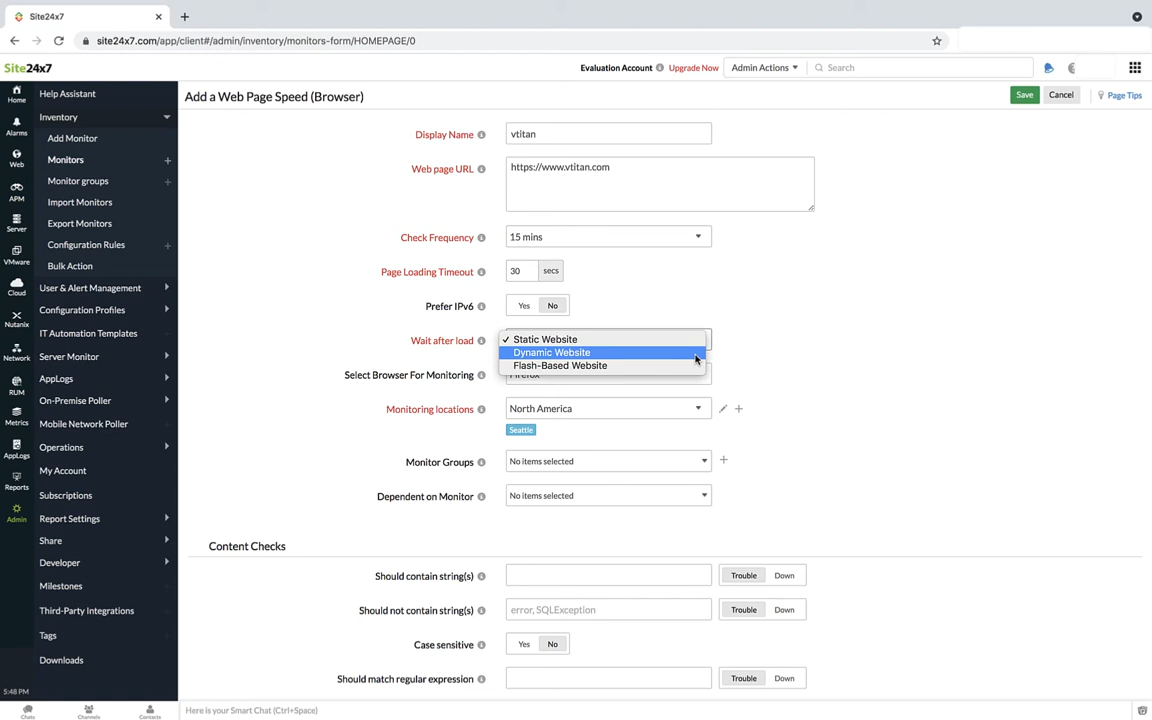 Site24x7
site24x7.com/app/client#/admin/inventory/monitors-form/HOMEPAGE/0
Site24x7
Evaluation Account
Upgrade Now
Admin Actions
Search
Home
Alarms
Web
APM
Server
VMware
Cloud
Nutanix
Network
RUM
Metrics
AppLogs
Reports
Admin
5:48 PM
Help Assistant
Inventory
Add Monitor
Monitors
Monitor groups
Import Monitors
Export Monitors
Configuration Rules
Bulk Action
User & Alert Management
Configuration Profiles
IT Automation Templates
Server Monitor
AppLogs
On-Premise Poller
Mobile Network Poller
Operations
My Account
Subscriptions
Report Settings
Share
Developer
Milestones
Third-Party Integrations
Tags
Downloads
Add a Web Page Speed (Browser)
Save
Cancel
Page Tips
Display Name
vtitan
Web page URL
https://www.vtitan.com
Check Frequency
15 mins
Page Loading Timeout
30 secs
Prefer IPv6
Yes No
Wait after load
✓ Static Website
Dynamic Website
Flash-Based Website
Select Browser For Monitoring
Firefox
Monitoring locations
North America
Seattle
Monitor Groups
No items selected
Dependent on Monitor
No items selected
Content Checks
Should contain string(s)
Trouble Down
Should not contain string(s)
error, SQLException
Trouble Down
Case sensitive
Yes No
Should match regular expression
Trouble Down
Chats
Channels
Contacts
Here is your Smart Chat (Ctrl+Space)